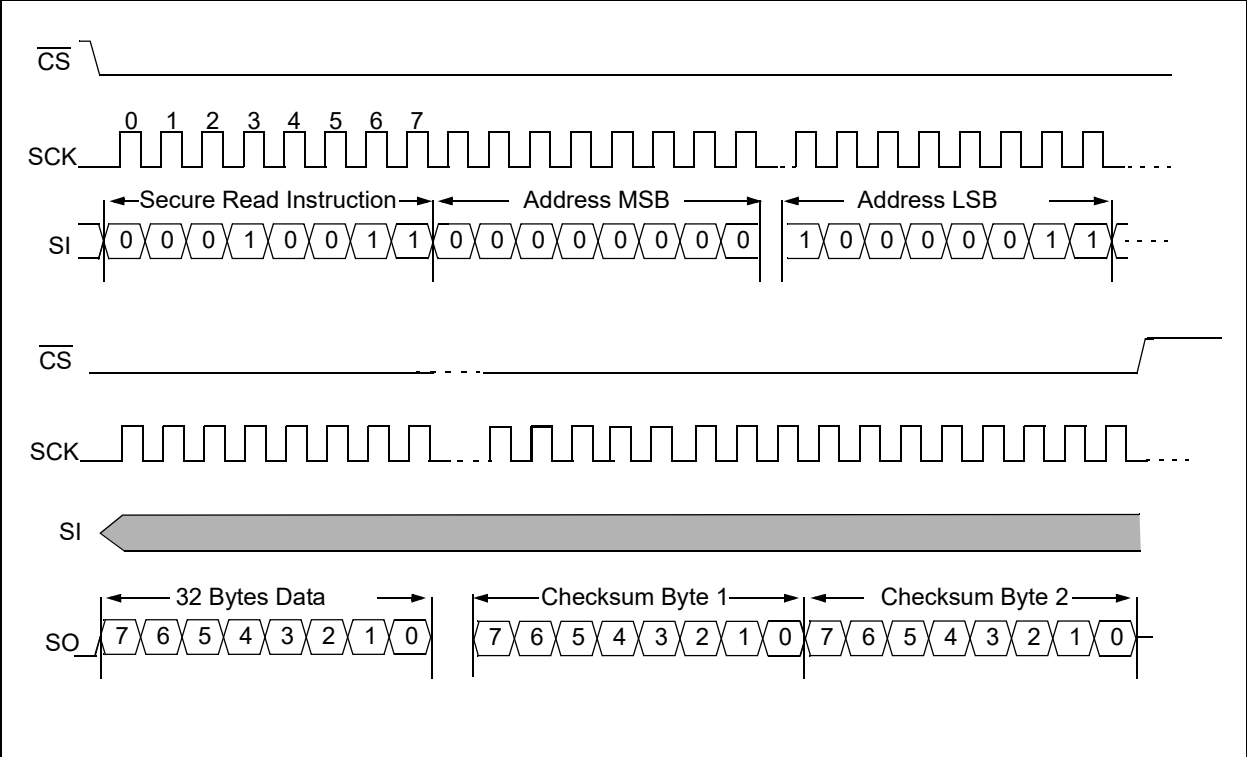 CS
0 1 2 3 4 5 6 7
SCK
Secure Read Instruction Address MSB Address LSB
SI 0 0 0 1 0 0 1 1 0 0 0 0 0 0 0 0 1 0 0 0 0 0 1 1
CS
SCK
SI
32 Bytes Data Checksum Byte 1 Checksum Byte 2
SO 7 6 5 4 3 2 1 0 7 6 5 4 3 2 1 0 7 6 5 4 3 2 1 0